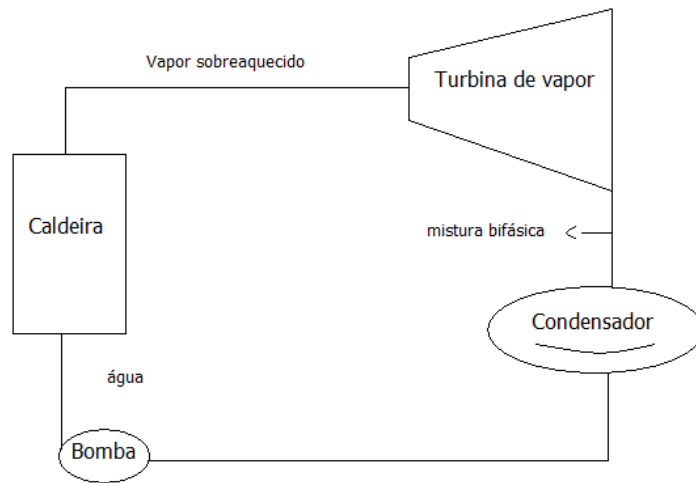 Vapor sobreaquecido
Turbina de vapor
Caldeira
mistura bifásica
Condensador
água
Bomba